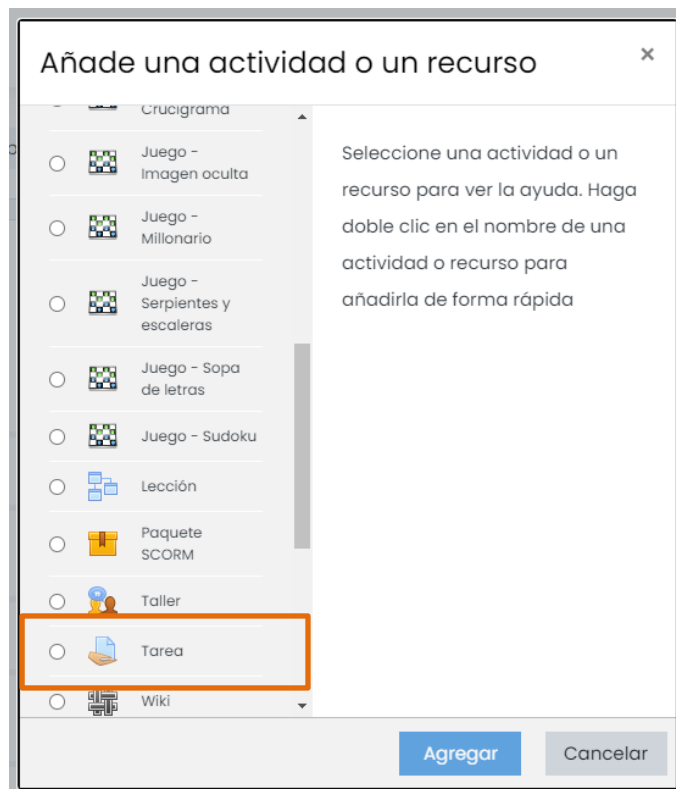 Añade una actividad o un recurso ×
Crucigrama
Juego -
Imagen oculta
Juego -
Millonario
Juego -
Serpientes y
escaleras
Juego - Sopa
de letras
Juego - Sudoku
Lección
Paquete
SCORM
Taller
Tarea
Wiki
Seleccione una actividad o un
recurso para ver la ayuda. Haga
doble clic en el nombre de una
actividad o recurso para
añadirla de forma rápida
Agregar Cancelar